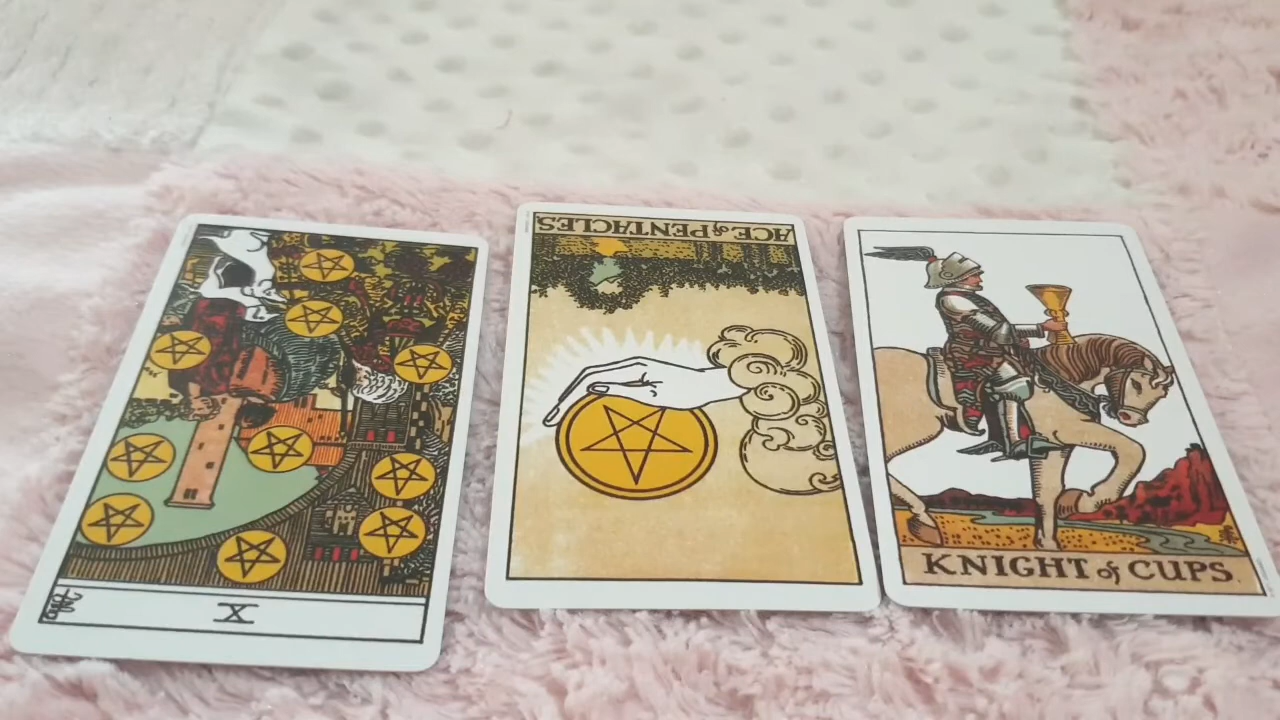 X
ACE of PENTACLES.
KNIGHT of CUPS.